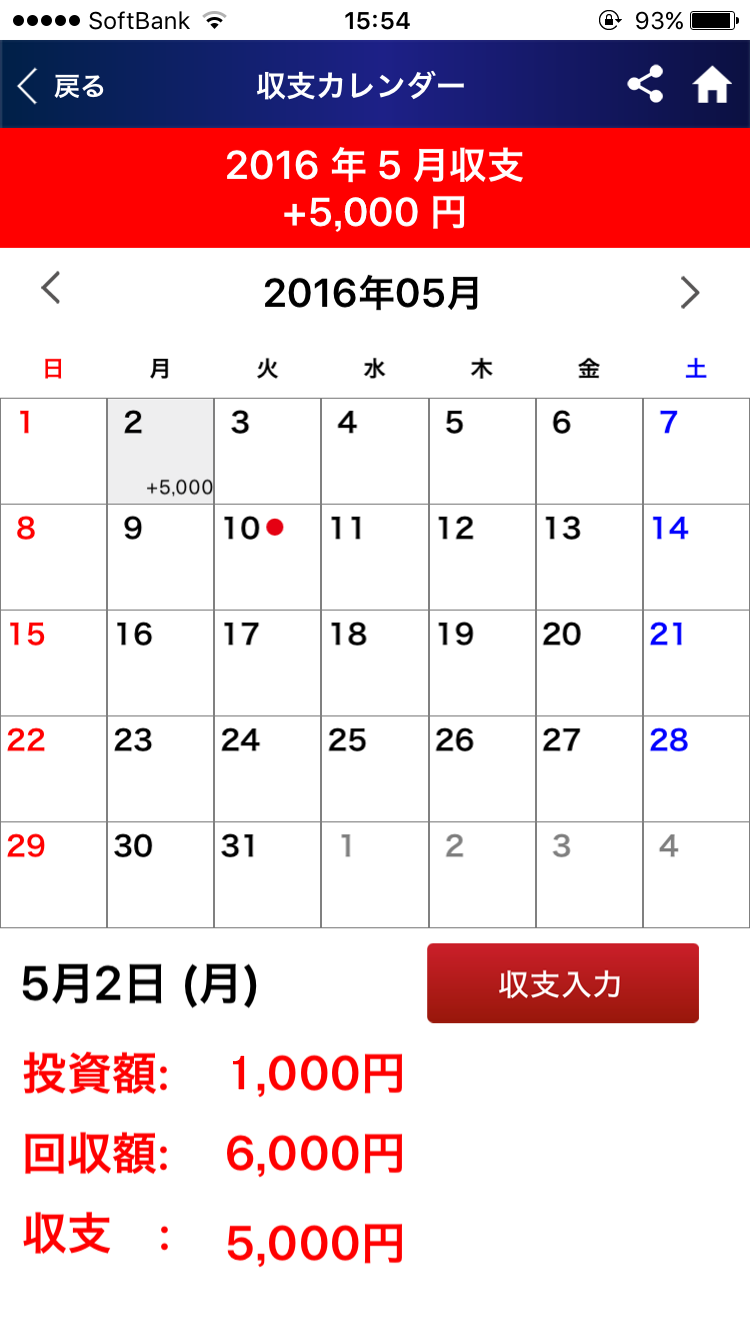 SoftBank 15:54 93%
戻る 収支カレンダー
2016 年 5 月収支
+5,000 円
2016年05月
日 月 火 水 木 金 土
1 2 3 4 5 6 7
+5,000
8 9 10 11 12 13 14
15 16 17 18 19 20 21
22 23 24 25 26 27 28
29 30 31 1 2 3 4
5月2日 (月) 収支入力
投資額: 1,000円
回収額: 6,000円
収支 : 5,000円